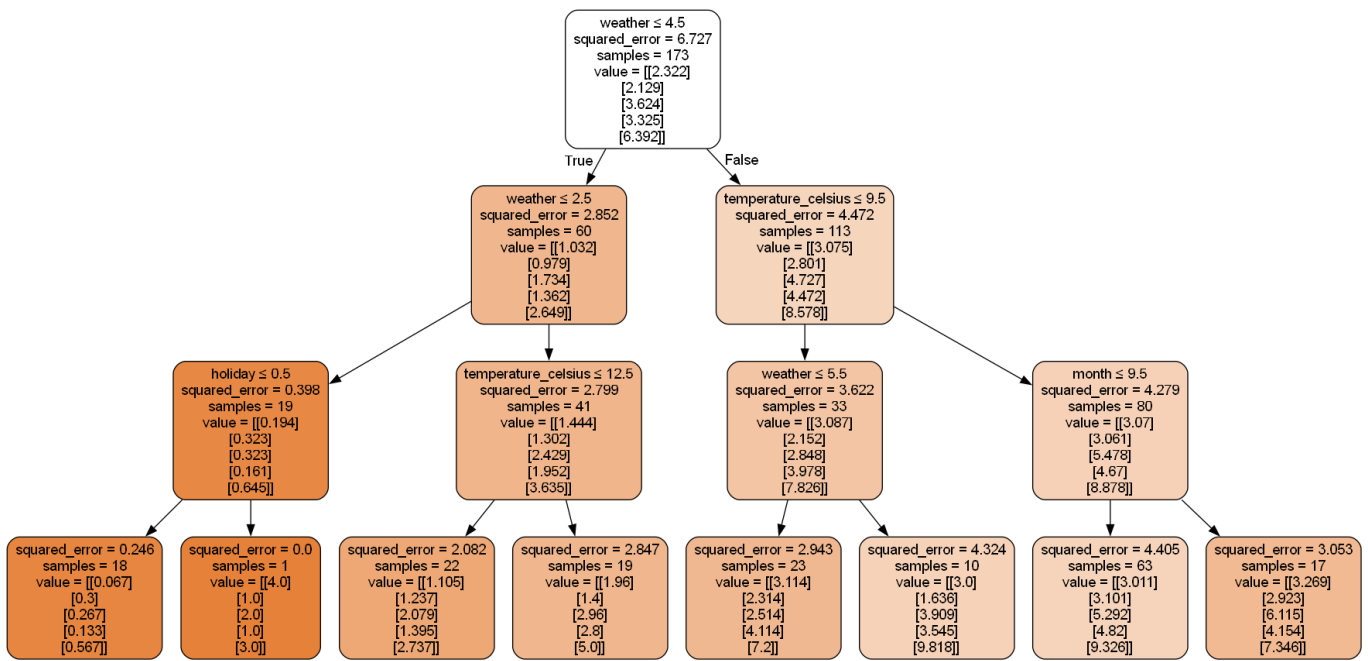 weather ≤ 4.5
squared_error = 6.727
samples = 173
value = [[2.322]
[2.129]
[3.624]
[3.325]
[6.392]]
True
False
weather ≤ 2.5
squared_error = 2.852
samples = 60
value = [[1.032]
[0.979]
[1.734]
[1.362]
[2.649]]
temperature_celsius ≤ 9.5
squared_error = 4.472
samples = 113
value = [[3.075]
[2.801]
[4.727]
[4.472]
[8.578]]
holiday ≤ 0.5
squared_error = 0.398
samples = 19
value = [[0.194]
[0.323]
[0.323]
[0.161]
[0.645]]
temperature_celsius ≤ 12.5
squared_error = 2.799
samples = 41
value = [[1.444]
[1.302]
[2.429]
[1.952]
[3.635]]
weather ≤ 5.5
squared_error = 3.622
samples = 33
value = [[3.087]
[2.152]
[2.848]
[3.978]
[7.826]]
month ≤ 9.5
squared_error = 4.279
samples = 80
value = [[3.07]
[3.061]
[5.478]
[4.67]
[8.878]]
squared_error = 0.246
samples = 18
value = [[0.067]
[0.3]
[0.267]
[0.133]
[0.567]]
squared_error = 0.0
samples = 1
value = [[4.0]
[1.0]
[2.0]
[1.0]
[3.0]]
squared_error = 2.082
samples = 22
value = [[1.105]
[1.237]
[2.079]
[1.395]
[2.737]]
squared_error = 2.847
samples = 19
value = [[1.96]
[1.4]
[2.96]
[2.8]
[5.0]]
squared_error = 2.943
samples = 23
value = [[3.114]
[2.314]
[2.514]
[4.114]
[7.2]]
squared_error = 4.324
samples = 10
value = [[3.0]
[1.636]
[3.909]
[3.545]
[9.818]]
squared_error = 4.405
samples = 63
value = [[3.011]
[3.101]
[5.292]
[4.82]
[9.326]]
squared_error = 3.053
samples = 17
value = [[3.269]
[2.923]
[6.115]
[4.154]
[7.346]]